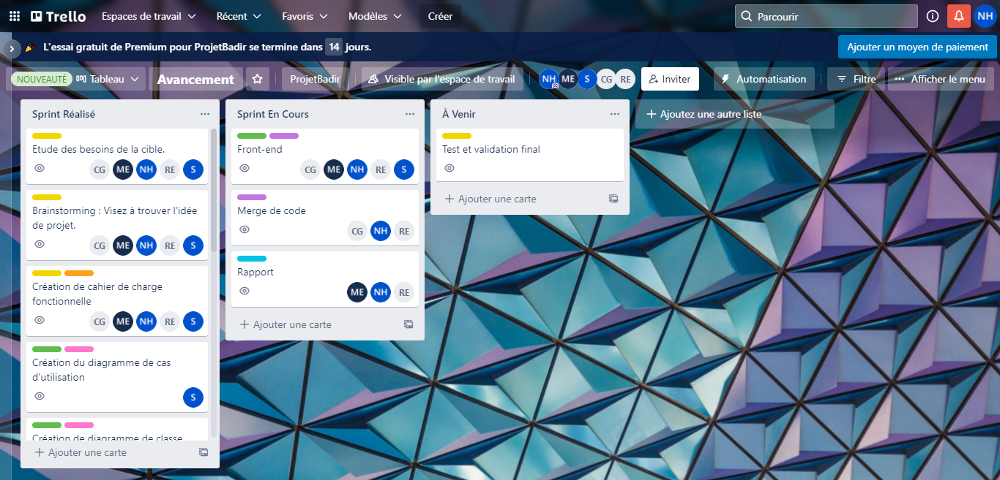 Trello Espaces de travail Récent Favoris Modèles Créer Parcourir NH
L'essai gratuit de Premium pour ProjetBadir se termine dans 14 jours. Ajouter un moyen de paiement
NOUVEAUTÉ Tableau Avancement ProjetBadir Visible par l'espace de travail NH ME S CG RE Inviter Automatisation Filtre Afficher le menu
Sprint Réalisé
Etude des besoins de la cible.
CG ME NH RE S
Brainstorming : Visez à trouver l'idée
de projet.
CG ME NH RE S
Création de cahier de charge
fonctionnelle
CG ME NH RE S
Création du diagramme de cas
d'utilisation
S
Création de diagramme de classe
+ Ajouter une carte
Sprint En Cours
Front-end
CG ME NH RE S
Merge de code
CG NH RE
Rapport
ME NH RE
+ Ajouter une carte
À Venir
Test et validation final
+ Ajouter une carte
+ Ajoutez une autre liste